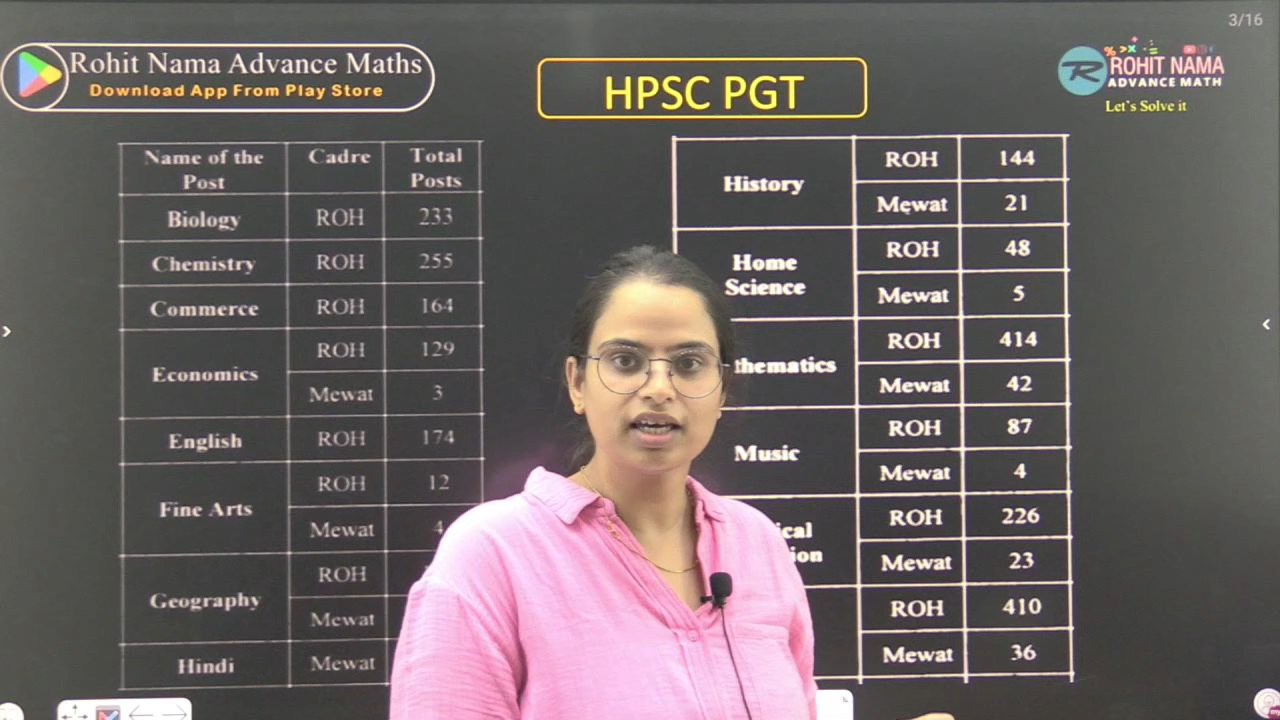 3/16
Rohit Nama Advance Maths
Download App From Play Store
HPSC PGT
ROHIT NAMA
ADVANCE MATH
Let's Solve it
Name of the Post Cadre Total Posts
Biology ROH 233
Chemistry ROH 255
Commerce ROH 164
Economics ROH 129
Mewat 3
English ROH 174
Fine Arts ROH 12
Mewat 4
Geography ROH
Mewat
Hindi Mewat
History ROH 144
Mewat 21
Home Science ROH 48
Mewat 5
thematics ROH 414
Mewat 42
Music ROH 87
Mewat 4
ical ion ROH 226
Mewat 23
ROH 410
Mewat 36